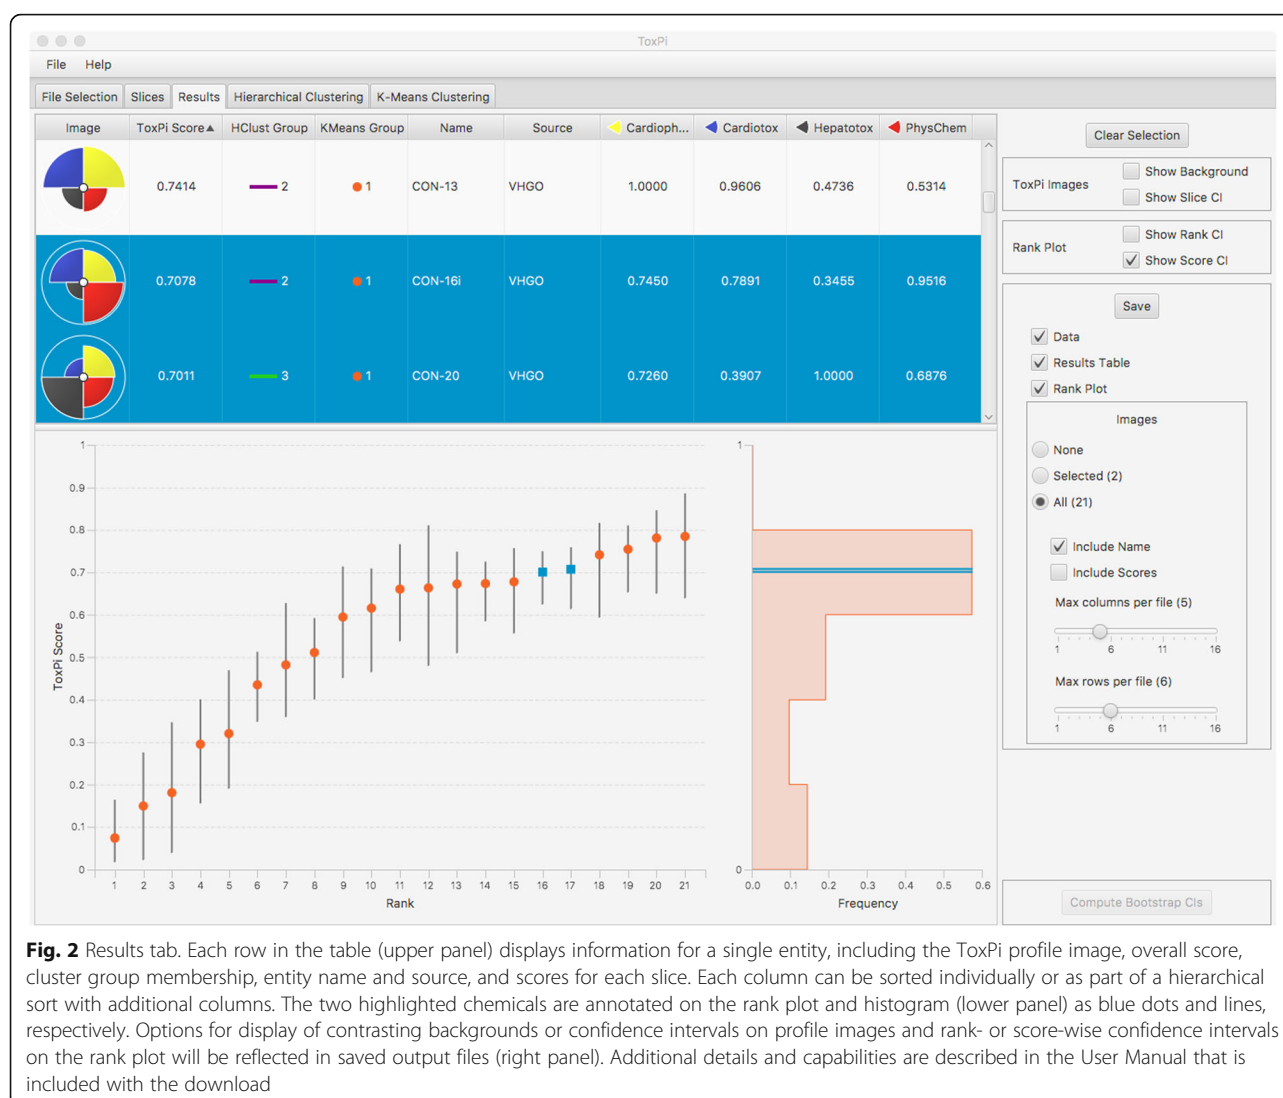 ToxPi
File Help
File Selection Slices Results Hierarchical Clustering K-Means Clustering
Image ToxPi Score▲ HClust Group KMeans Group Name Source Cardioph... Cardiotox Hepatotox PhysChem
0.7414 2 1 CON-13 VHGO 1.0000 0.9606 0.4736 0.5314
0.7078 2 1 CON-16i VHGO 0.7450 0.7891 0.3455 0.9516
0.7011 3 1 CON-20 VHGO 0.7260 0.3907 1.0000 0.6876
Clear Selection
ToxPi Images
Show Background
Show Slice CI
Rank Plot
Show Rank CI
Show Score CI
Save
Data
Results Table
Rank Plot
Images
None
Selected (2)
All (21)
Include Name
Include Scores
Max columns per file (5)
1 6 11 16
Max rows per file (6)
1 6 11 16
Compute Bootstrap CIs
ToxPi Score
1
0.9
0.8
0.7
0.6
0.5
0.4
0.3
0.2
0.1
0
1 2 3 4 5 6 7 8 9 10 11 12 13 14 15 16 17 18 19 20 21
Rank
1
0
0.0 0.1 0.2 0.3 0.4 0.5 0.6
Frequency
Fig. 2 Results tab. Each row in the table (upper panel) displays information for a single entity, including the ToxPi profile image, overall score,
cluster group membership, entity name and source, and scores for each slice. Each column can be sorted individually or as part of a hierarchical
sort with additional columns. The two highlighted chemicals are annotated on the rank plot and histogram (lower panel) as blue dots and lines,
respectively. Options for display of contrasting backgrounds or confidence intervals on profile images and rank- or score-wise confidence intervals
on the rank plot will be reflected in saved output files (right panel). Additional details and capabilities are described in the User Manual that is
included with the download